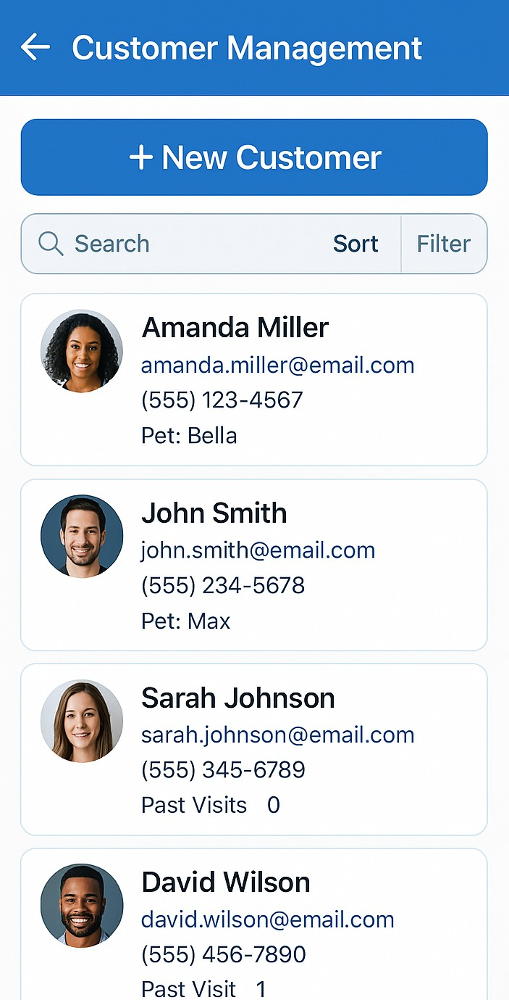 Customer Management
+ New Customer
Search Sort Filter
Amanda Miller
amanda.miller@email.com
(555) 123-4567
Pet: Bella
John Smith
john.smith@email.com
(555) 234-5678
Pet: Max
Sarah Johnson
sarah.johnson@email.com
(555) 345-6789
Past Visits 0
David Wilson
david.wilson@email.com
(555) 456-7890
Past Visit 1